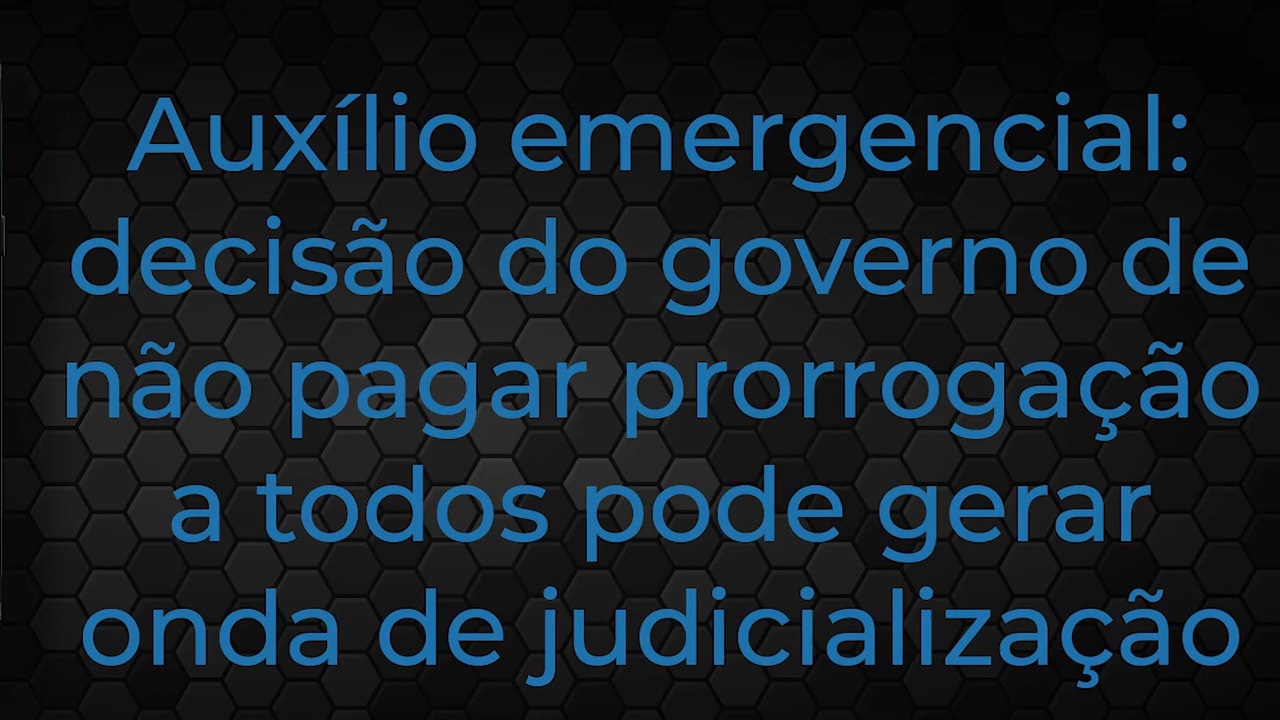 Auxílio emergencial:
decisão do governo de
não pagar prorrogação
a todos pode gerar
onda de judicialização